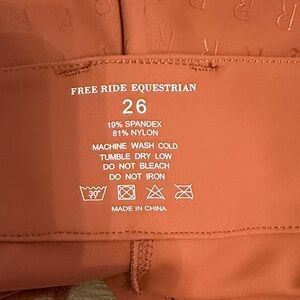 FREE RIDE EQUESTRIAN
26
19% SPANDEX
81% NYLON
MACHINE WASH COLD
TUMBLE DRY LOW
DO NOT BLEACH
DO NOT IRON
30°
MADE IN CHINA